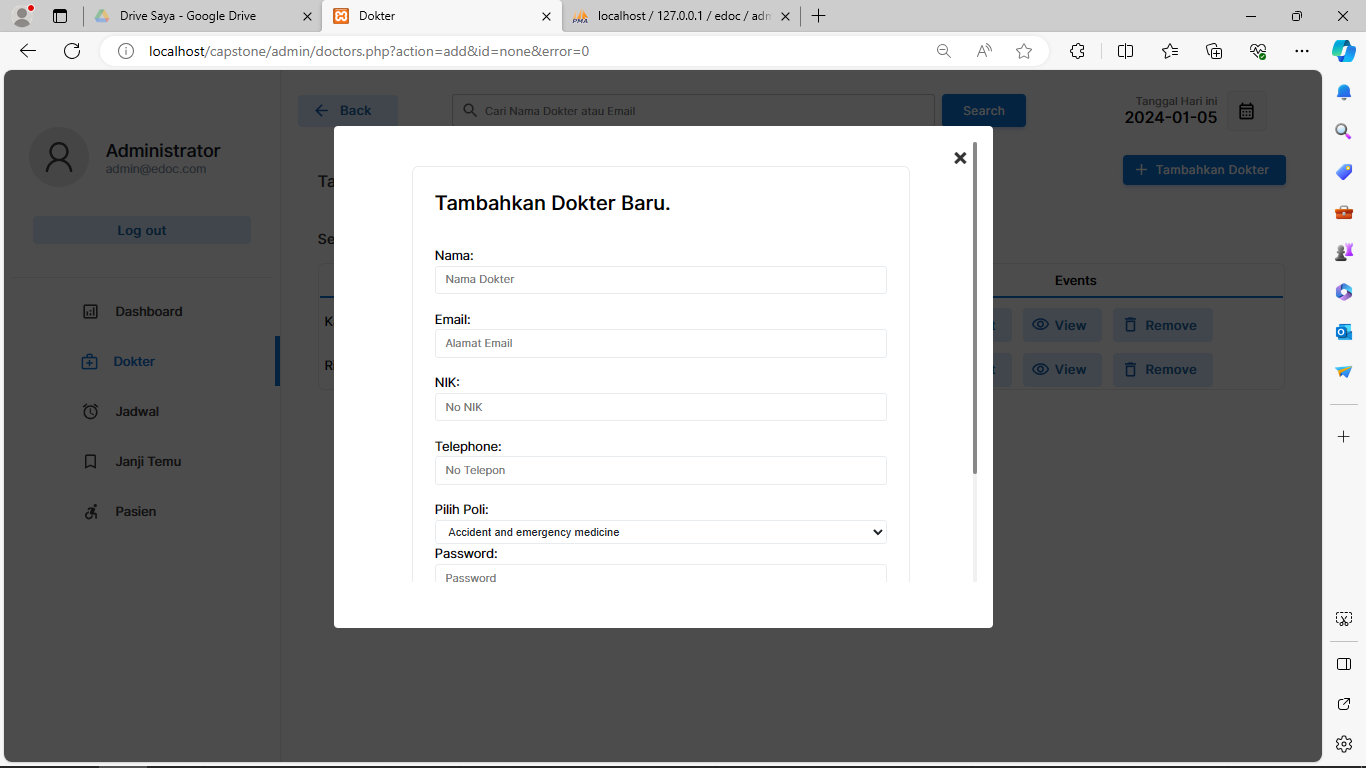 Drive Saya - Google Drive
Dokter
localhost / 127.0.0.1 / edoc / adm
localhost/capstone/admin/doctors.php?action=add&id=none&error=0
Back
Cari Nama Dokter atau Email
Search
Tanggal Hari ini
2024-01-05
Administrator
admin@edoc.com
Log out
Tambahkan Dokter
Dashboard
Dokter
Jadwal
Janji Temu
Pasien
Events
View
Remove
View
Remove
Tambahkan Dokter Baru.
Nama:
Nama Dokter
Email:
Alamat Email
NIK:
No NIK
Telephone:
No Telepon
Pilih Poli:
Accident and emergency medicine
Password:
Password